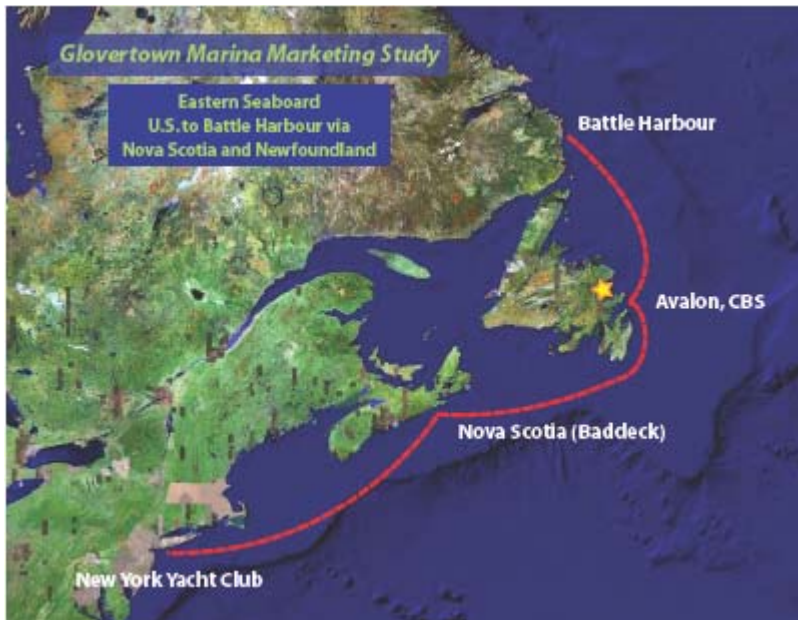 Glovertown Marina Marketing Study
Eastern Seaboard
U.S. to Battle Harbour via
Nova Scotia and Newfoundland
Battle Harbour
Avalon, CBS
Nova Scotia (Baddeck)
New York Yacht Club